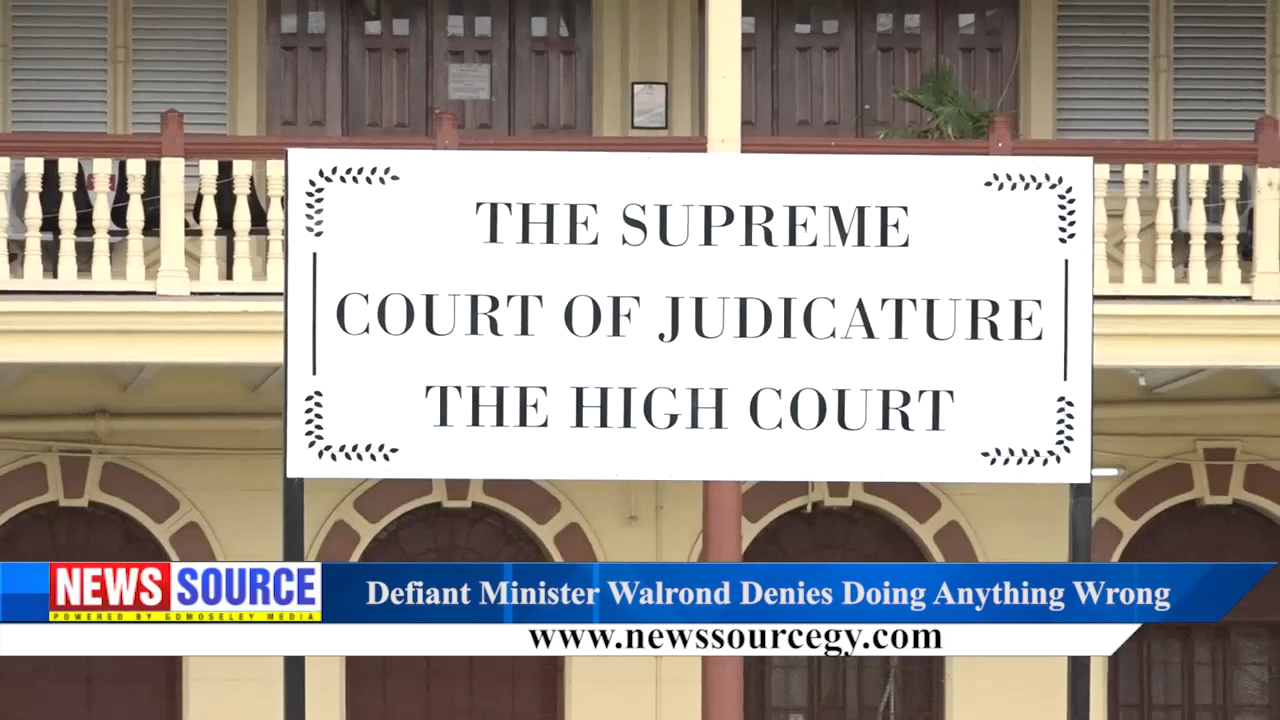 THE SUPREME
COURT OF JUDICATURE
THE HIGH COURT
NEWS SOURCE
POWERED BY GDMOSELEY MEDIA
Defiant Minister Walrond Denies Doing Anything Wrong
www.newssourcegy.com